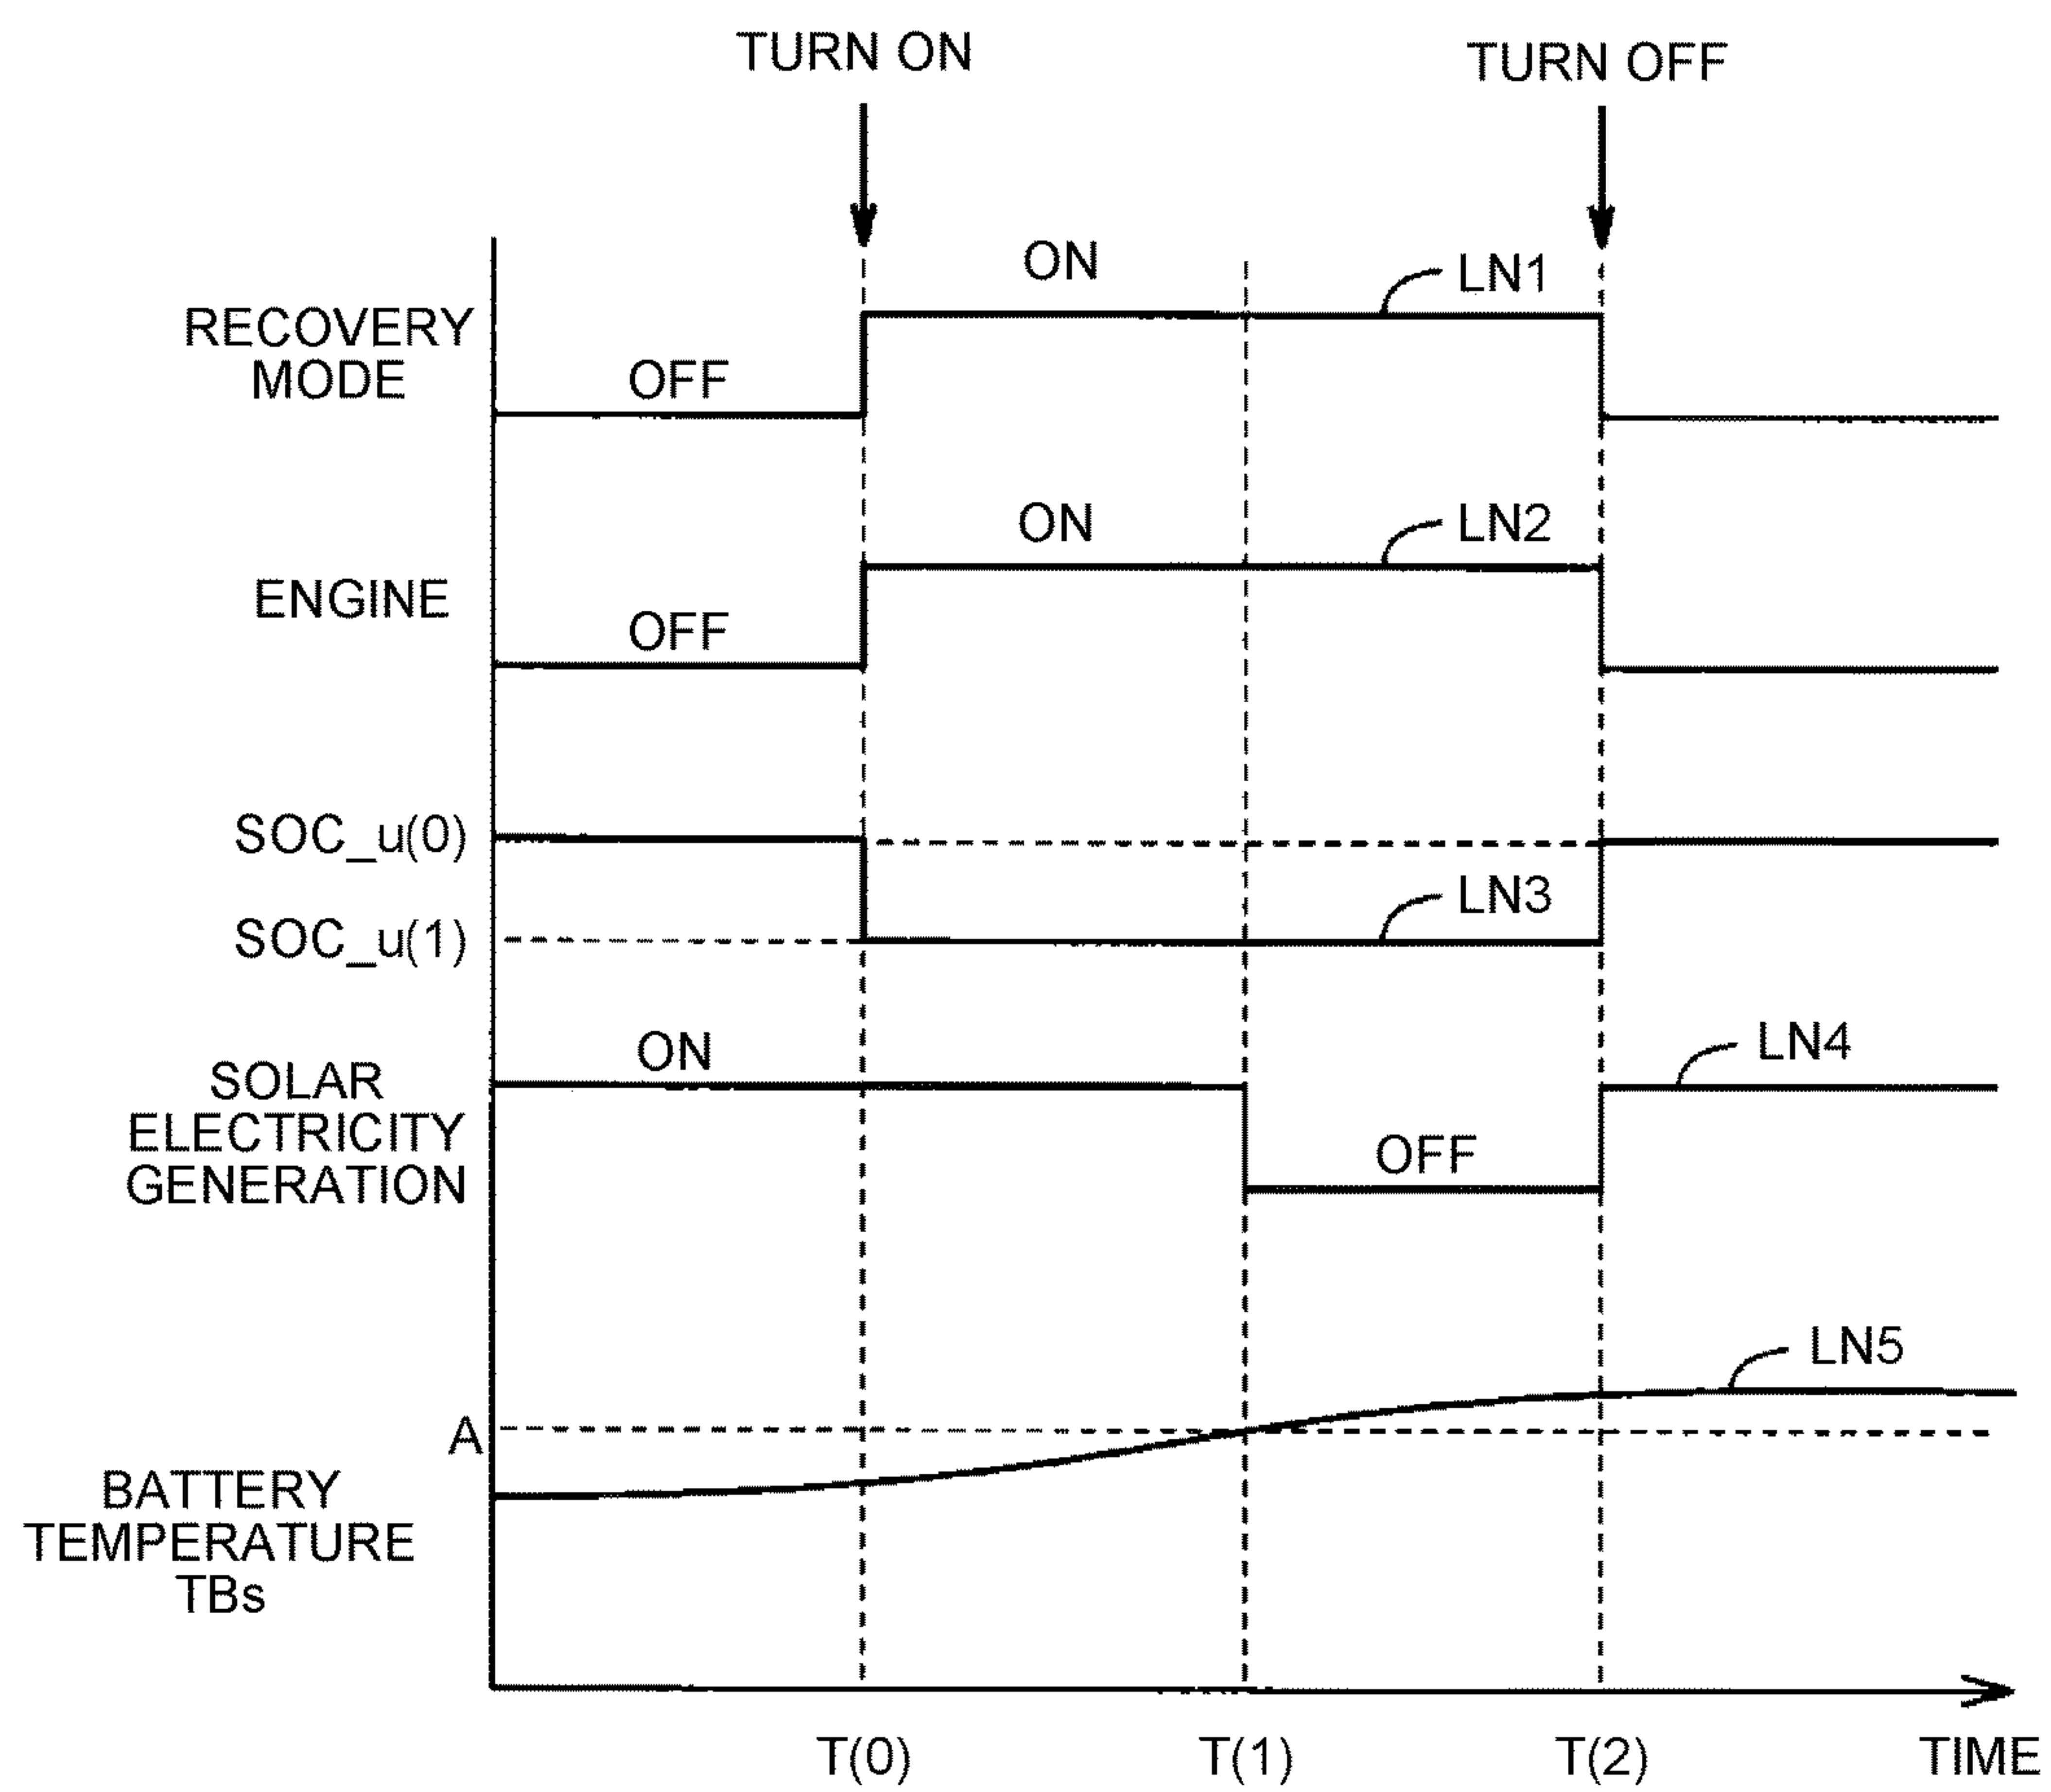 TURN ON
TURN OFF
ON
LN1
RECOVERY
MODE
OFF
ON
LN2
ENGINE
OFF
SOC_u(0)
LN3
SOC_u(1)
ON
LN4
SOLAR
ELECTRICITY
GENERATION
OFF
LN5
A
BATTERY
TEMPERATURE
TBs
T(0)
T(1)
T(2)
TIME